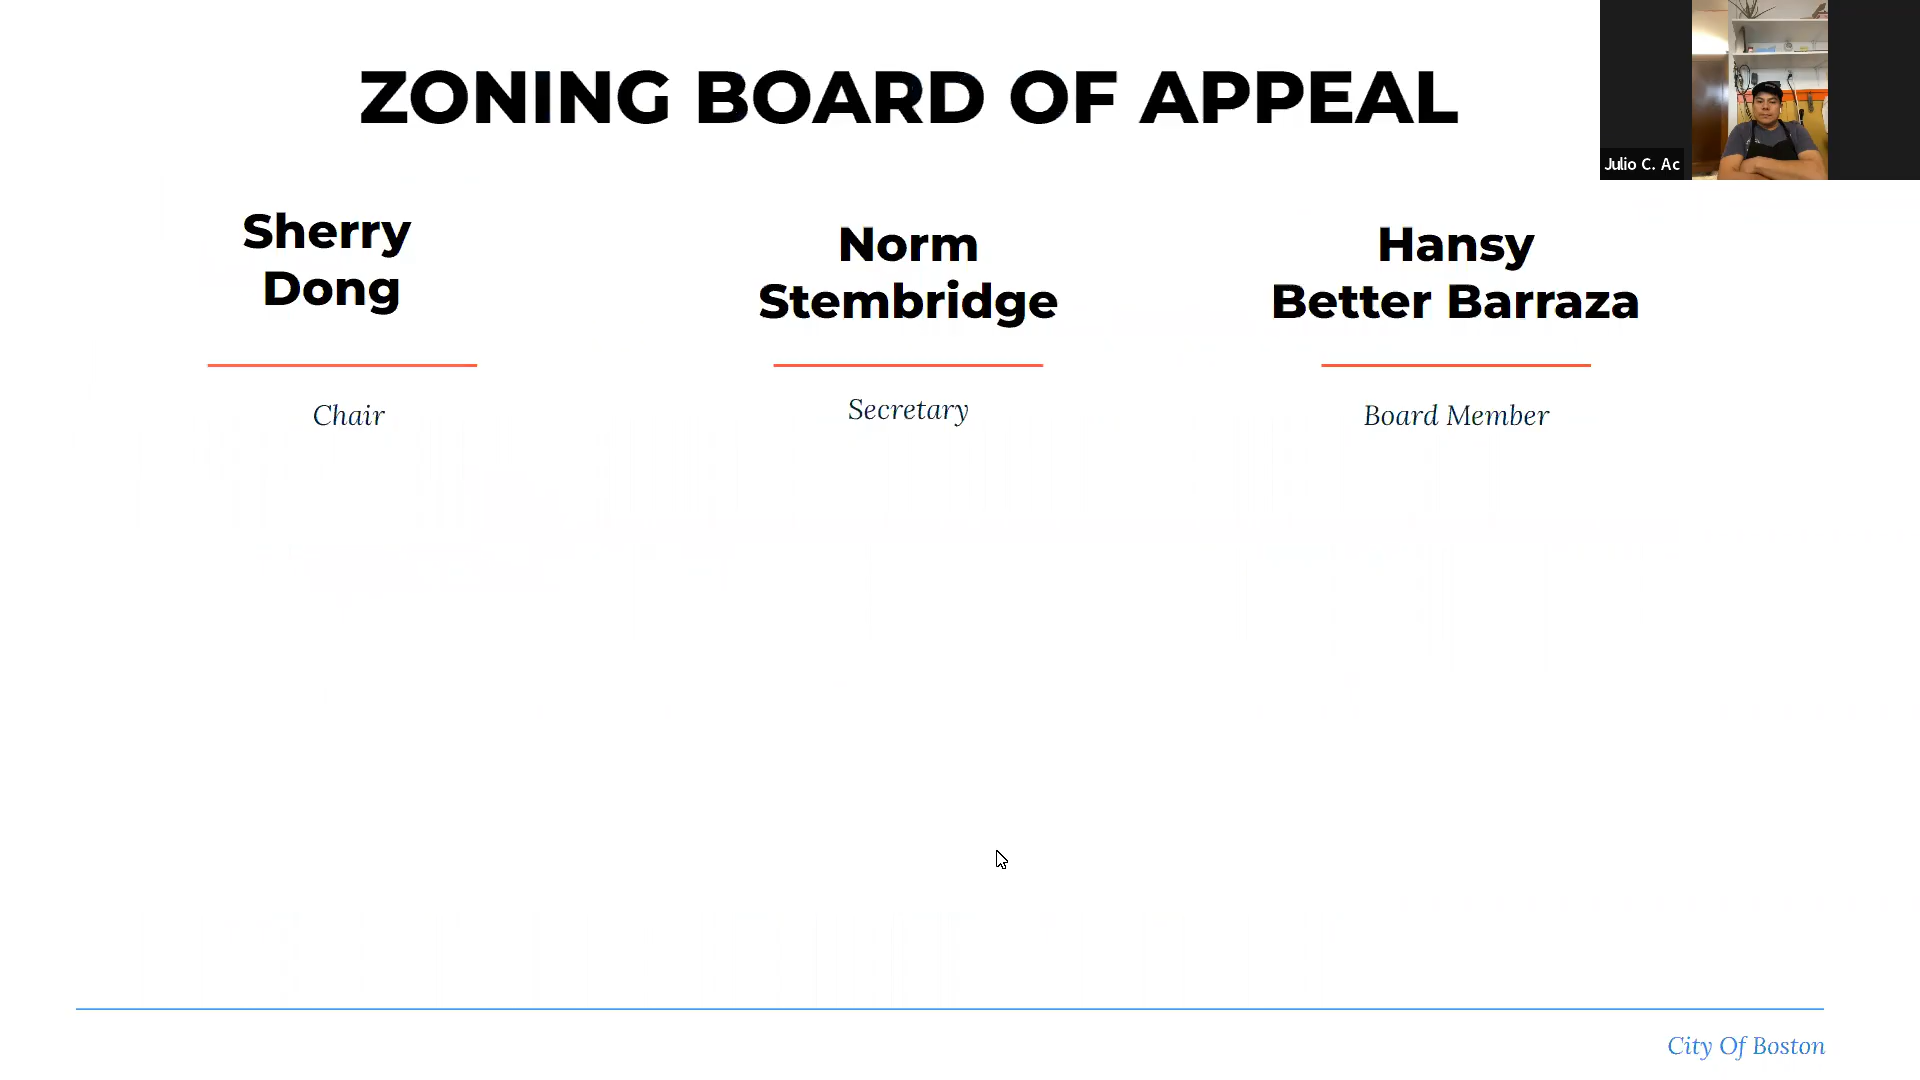 ZONING BOARD OF APPEAL
Julio C. Ac
Sherry
Dong
Chair
Norm
Stembridge
Secretary
Hansy
Better Barraza
Board Member
City Of Boston